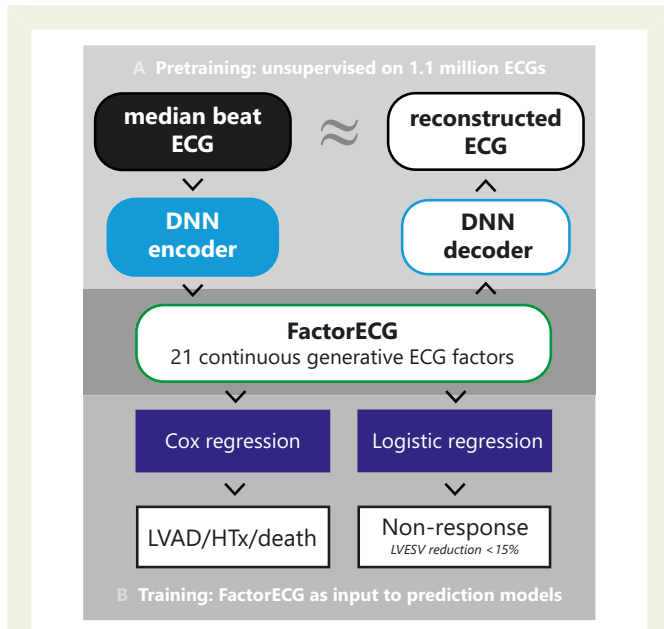 A Pretraining: unsupervised on 1.1 million ECGs
median beat
ECG
≈
reconstructed
ECG
DNN
encoder
DNN
decoder
FactorECG
21 continuous generative ECG factors
Cox regression
Logistic regression
LVAD/HTx/death
Non-response
LVESV reduction <15%
B Training: FactorECG as input to prediction models